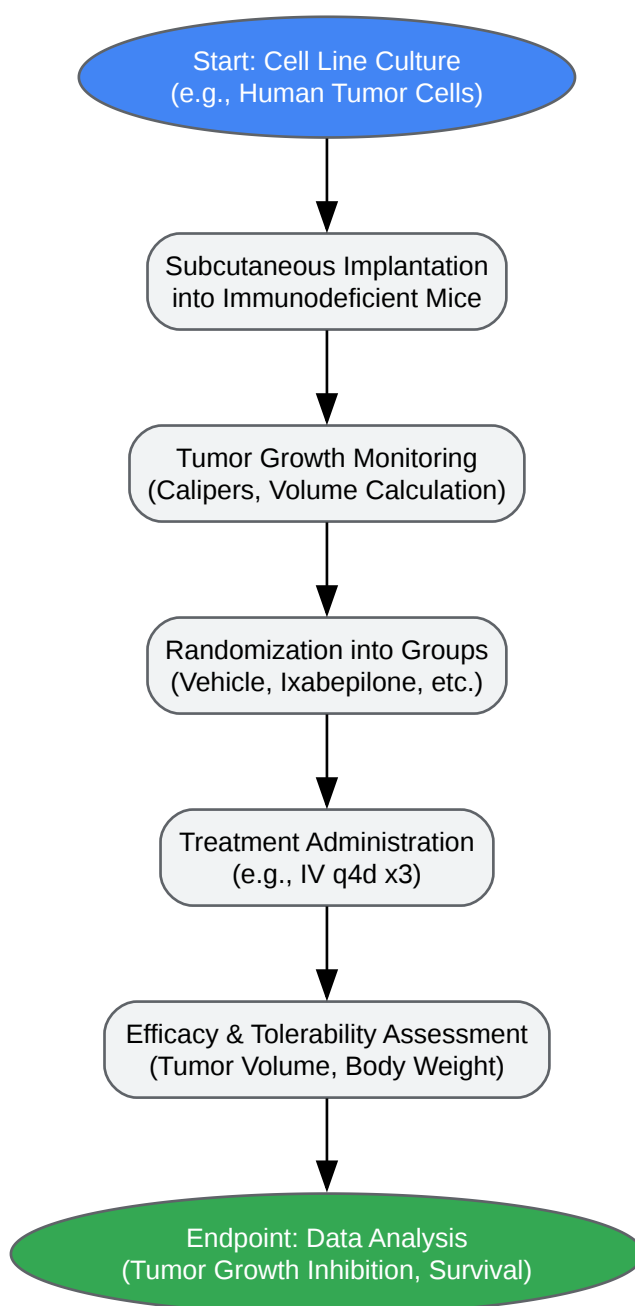 Start: Cell Line Culture
(e.g., Human Tumor Cells)
Subcutaneous Implantation
into Immunodeficient Mice
Tumor Growth Monitoring
(Calipers, Volume Calculation)
Randomization into Groups
(Vehicle, Ixabepilone, etc.)
Treatment Administration
(e.g., IV q4d x3)
Efficacy & Tolerability Assessment
(Tumor Volume, Body Weight)
Endpoint: Data Analysis
(Tumor Growth Inhibition, Survival)